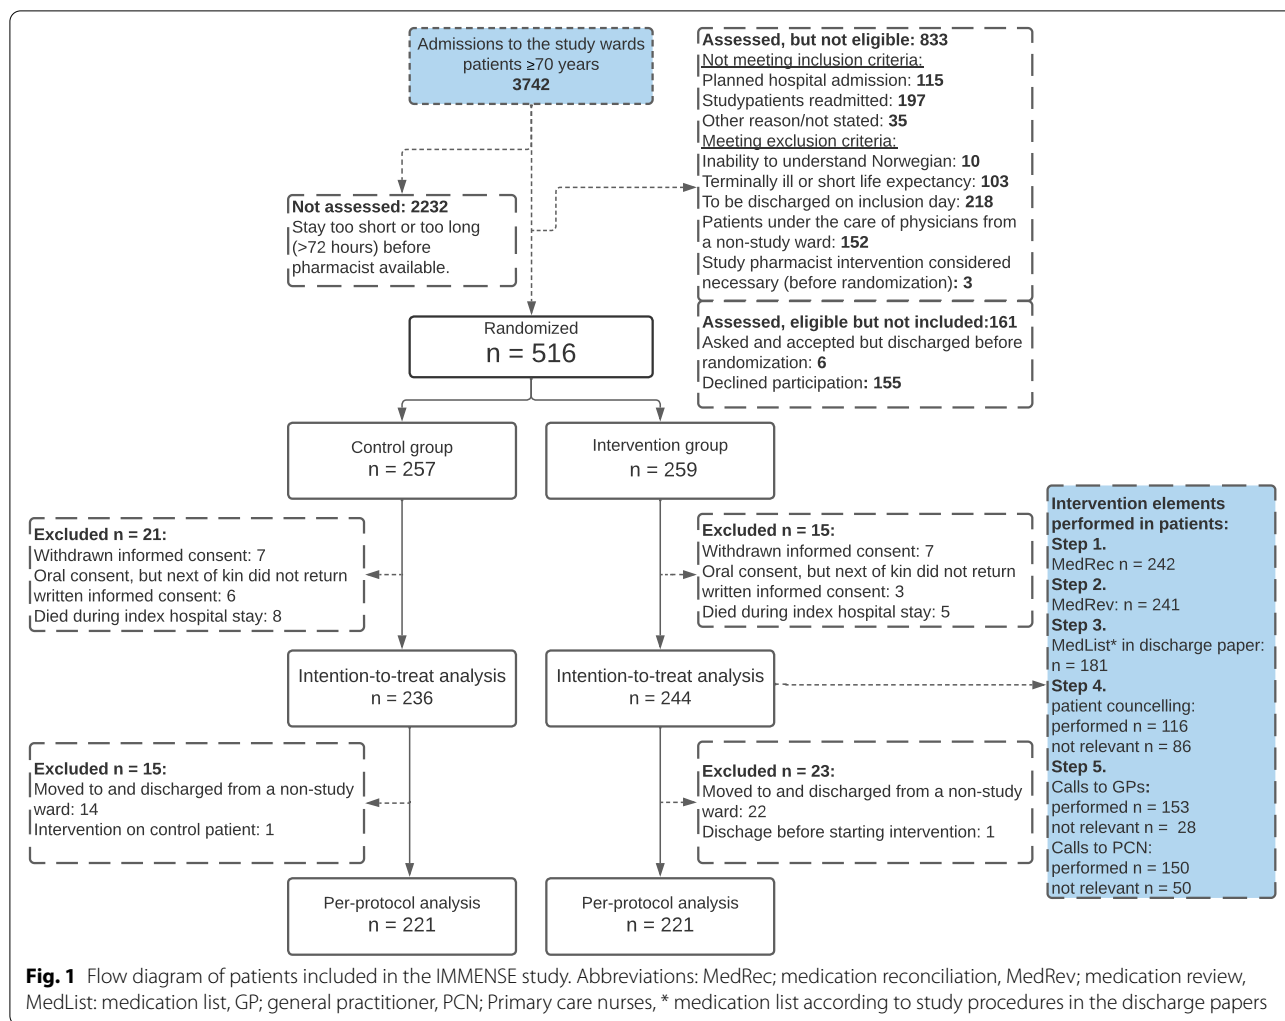 Admissions to the study wards
patients ≥70 years
3742
Assessed, but not eligible: 833
Not meeting inclusion criteria:
Planned hospital admission: 115
Studypatients readmitted: 197
Other reason/not stated: 35
Meeting exclusion criteria:
Inability to understand Norwegian: 10
Terminally ill or short life expectancy: 103
To be discharged on inclusion day: 218
Patients under the care of physicians from
a non-study ward: 152
Study pharmacist intervention considered
necessary (before randomization): 3
Not assessed: 2232
Stay too short or too long
(>72 hours) before
pharmacist available.
Assessed, eligible but not included:161
Asked and accepted but discharged before
randomization: 6
Declined participation: 155
Randomized
n = 516
Control group
n = 257
Intervention group
n = 259
Excluded n = 21:
Withdrawn informed consent: 7
Oral consent, but next of kin did not return
written informed consent: 6
Died during index hospital stay: 8
Excluded n = 15:
Withdrawn informed consent: 7
Oral consent, but next of kin did not return
written informed consent: 3
Died during index hospital stay: 5
Intention-to-treat analysis
n = 236
Intention-to-treat analysis
n = 244
Intervention elements
performed in patients:
Step 1.
MedRec n = 242
Step 2.
MedRev: n = 241
Step 3.
MedList* in discharge paper:
n = 181
Step 4.
patient councelling:
performed n = 116
not relevant n = 86
Step 5.
Calls to GPs:
performed n = 153
not relevant n =  28
Calls to PCN:
performed n = 150
not relevant n = 50
Excluded n = 15:
Moved to and discharged from a non-study
ward: 14
Intervention on control patient: 1
Excluded n = 23:
Moved to and discharged from a non-study
ward: 22
Dischage before starting intervention: 1
Per-protocol analysis
n = 221
Per-protocol analysis
n = 221
Fig. 1 Flow diagram of patients included in the IMMENSE study. Abbreviations: MedRec; medication reconciliation, MedRev; medication review,
MedList: medication list, GP; general practitioner, PCN; Primary care nurses, * medication list according to study procedures in the discharge papers